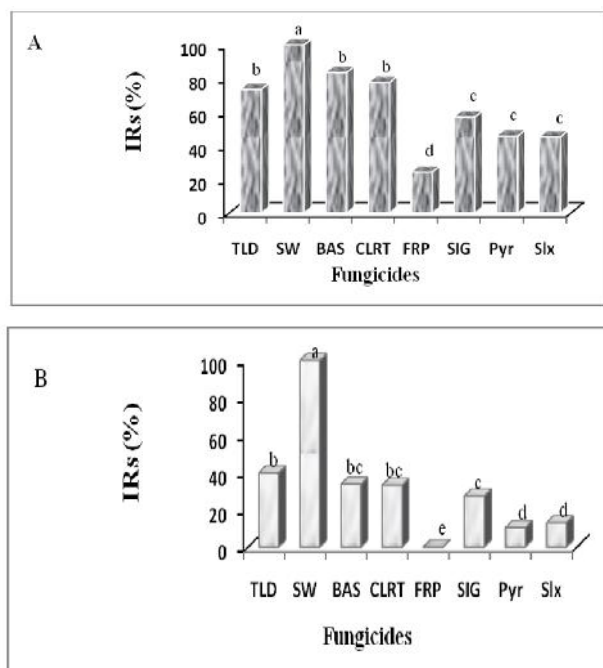 A
IRs (%)
100
80
60
40
20
0
b
a
b
b
d
c
c
c
TLD SW BAS CLRT FRP SIG Pyr Slx
Fungicides
B
IRs (%)
100
80
60
40
20
0
b
a
bc
bc
e
c
d
d
TLD SW BAS CLRT FRP SIG Pyr Slx
Fungicides